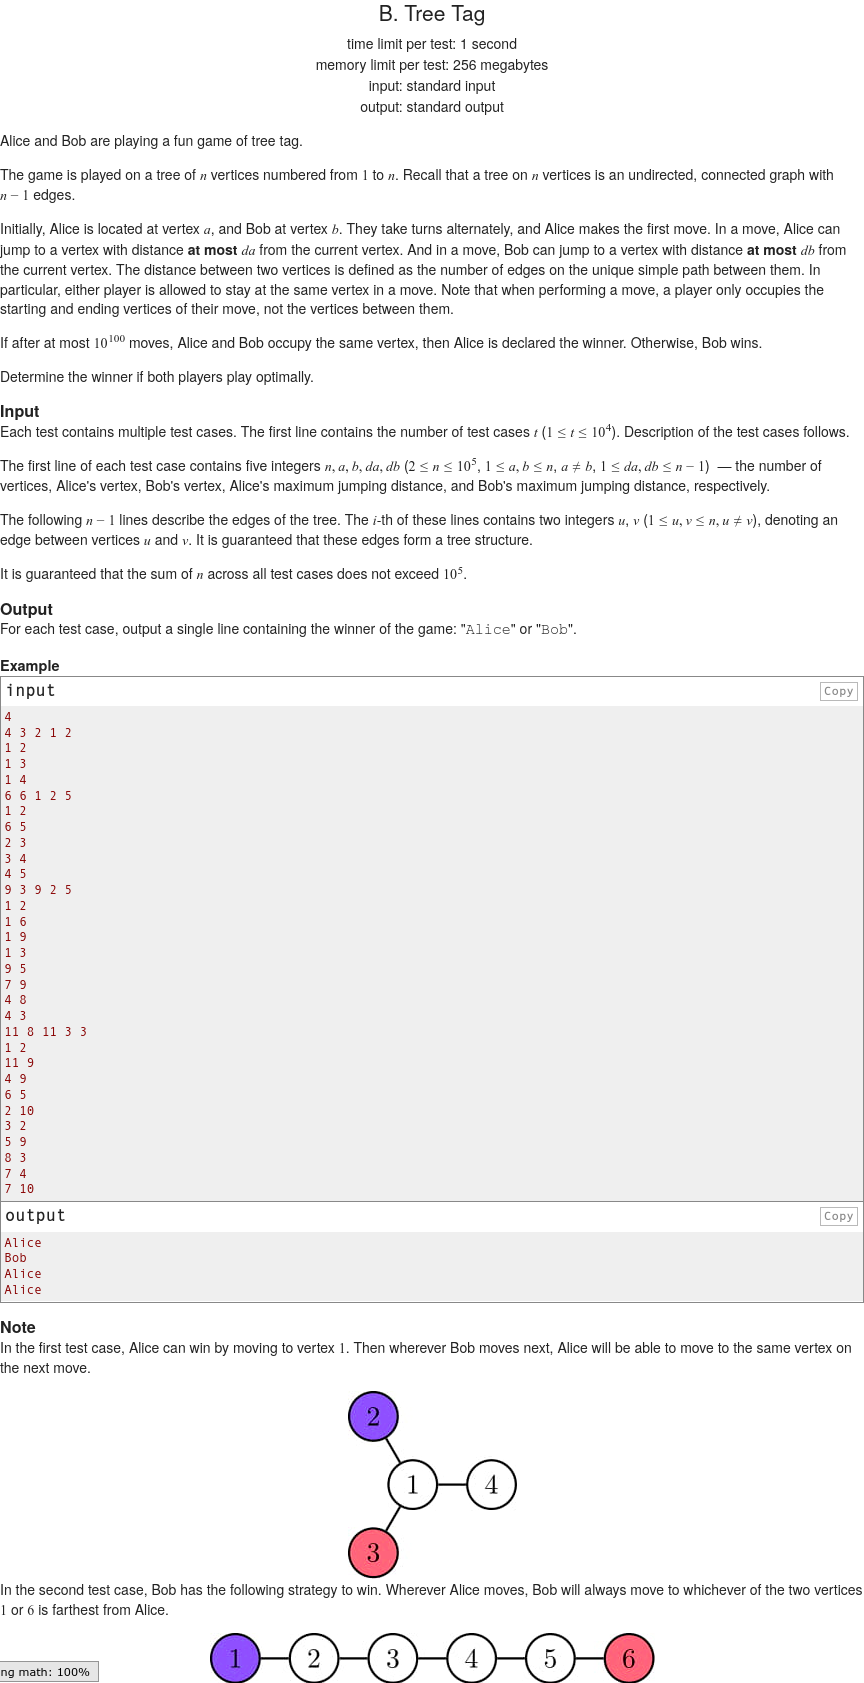 B. Tree Tag
time limit per test: 1 second
memory limit per test: 256 megabytes
input: standard input
output: standard output
Alice and Bob are playing a fun game of tree tag.
The game is played on a tree of n vertices numbered from 1 to n. Recall that a tree on n vertices is an undirected, connected graph with
n − 1 edges.
Initially, Alice is located at vertex a, and Bob at vertex b. They take turns alternately, and Alice makes the first move. In a move, Alice can
jump to a vertex with distance at most da from the current vertex. And in a move, Bob can jump to a vertex with distance at most db from
the current vertex. The distance between two vertices is defined as the number of edges on the unique simple path between them. In
particular, either player is allowed to stay at the same vertex in a move. Note that when performing a move, a player only occupies the
starting and ending vertices of their move, not the vertices between them.
If after at most 10^100 moves, Alice and Bob occupy the same vertex, then Alice is declared the winner. Otherwise, Bob wins.
Determine the winner if both players play optimally.
Input
Each test contains multiple test cases. The first line contains the number of test cases t (1 ≤ t ≤ 10^4). Description of the test cases follows.
The first line of each test case contains five integers n, a, b, da, db (2 ≤ n ≤ 10^5, 1 ≤ a, b ≤ n, a ≠ b, 1 ≤ da, db ≤ n − 1) — the number of
vertices, Alice's vertex, Bob's vertex, Alice's maximum jumping distance, and Bob's maximum jumping distance, respectively.
The following n − 1 lines describe the edges of the tree. The i-th of these lines contains two integers u, v (1 ≤ u, v ≤ n, u ≠ v), denoting an
edge between vertices u and v. It is guaranteed that these edges form a tree structure.
It is guaranteed that the sum of n across all test cases does not exceed 10^5.
Output
For each test case, output a single line containing the winner of the game: "Alice" or "Bob".
Example
input
Copy
4
4 3 2 1 2
1 2
1 3
1 4
6 6 1 2 5
1 2
6 5
2 3
3 4
4 5
9 3 9 2 5
1 2
1 6
1 9
1 3
9 5
7 9
4 8
4 3
11 8 11 3 3
1 2
11 9
4 9
6 5
2 10
3 2
5 9
8 3
7 4
7 10
output
Copy
Alice
Bob
Alice
Alice
Note
In the first test case, Alice can win by moving to vertex 1. Then wherever Bob moves next, Alice will be able to move to the same vertex on
the next move.
2
1 4
3
In the second test case, Bob has the following strategy to win. Wherever Alice moves, Bob will always move to whichever of the two vertices
1 or 6 is farthest from Alice.
1 2 3 4 5 6
ng math: 100%